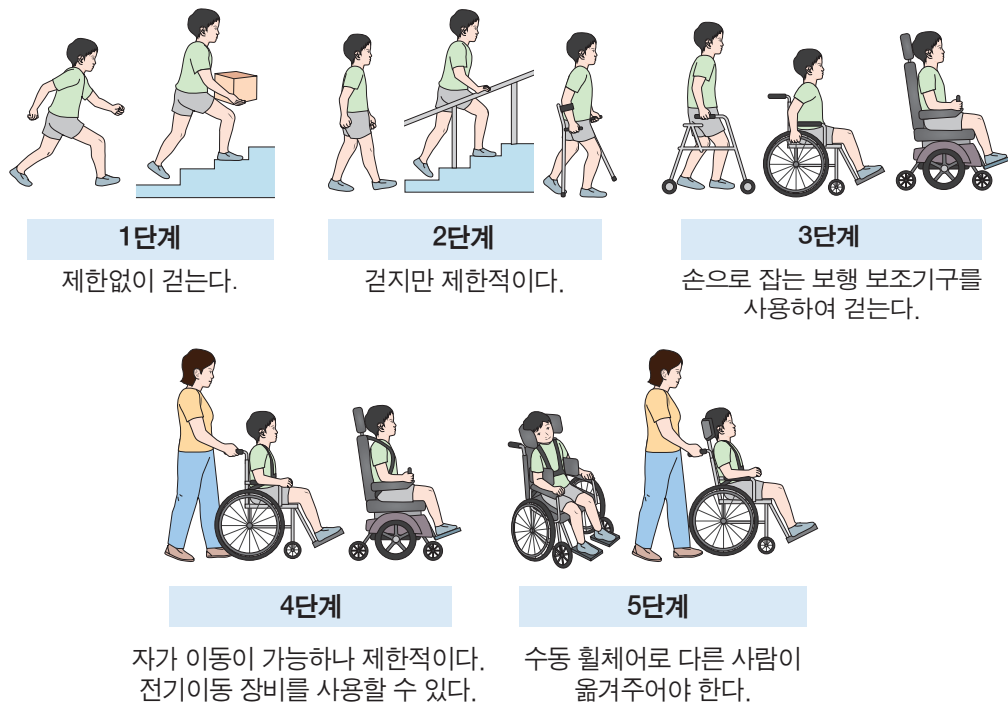 1단계
제한없이 걷는다.
2단계
걷지만 제한적이다.
3단계
손으로 잡는 보행 보조기구를
사용하여 걷는다.
4단계
자가 이동이 가능하나 제한적이다.
전기이동 장비를 사용할 수 있다.
5단계
수동 휠체어로 다른 사람이
옮겨주어야 한다.